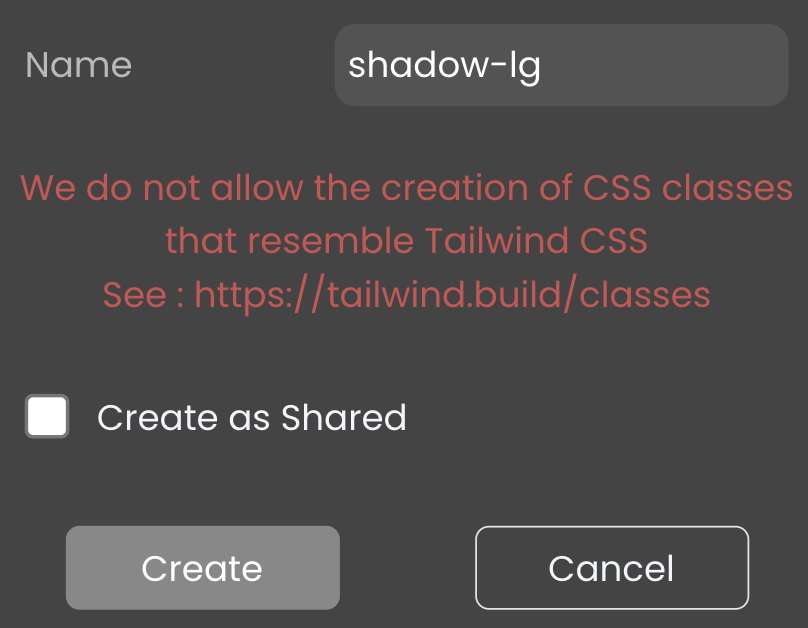 Name
shadow-lg
We do not allow the creation of CSS classes
that resemble Tailwind CSS
See : https://tailwind.build/classes
Create as Shared
Create
Cancel